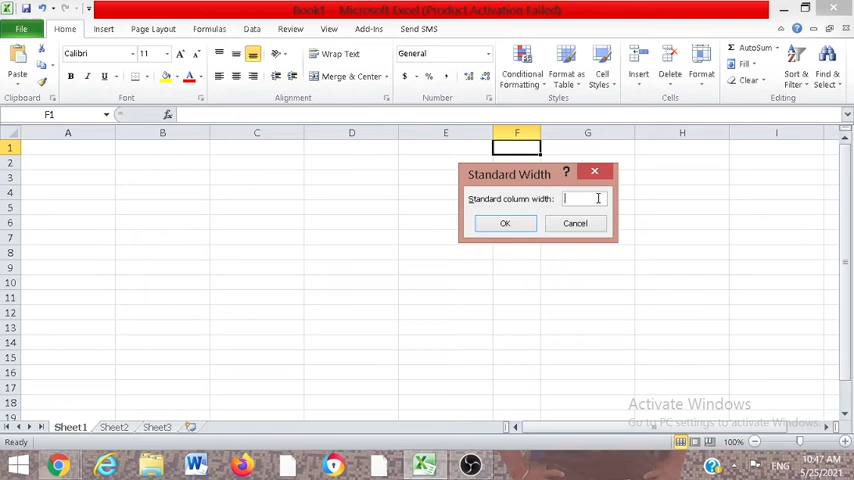 Book1 - Microsoft Excel (Product Activation Failed)
File Home Insert Page Layout Formulas Data Review View Add-Ins Send SMS
Calibri 11 Wrap Text General AutoSum
Fill
Paste B I U Merge & Center $ % , Conditional Formatting Format as Table Cell Styles Insert Delete Format Clear Sort & Filter Find & Select
Clipboard Font Alignment Number Styles Cells Editing
F1 fx
A B C D E F G H I
1
2
3
4
5
6
7
8
9
10
11
12
13
14
15
16
17
18
19
Standard Width ?
Standard column width:
OK Cancel
Activate Windows
Go to PC settings to activate Windows.
Sheet1 Sheet2 Sheet3
Ready 100%
ENG 10:47 AM
5/25/2021